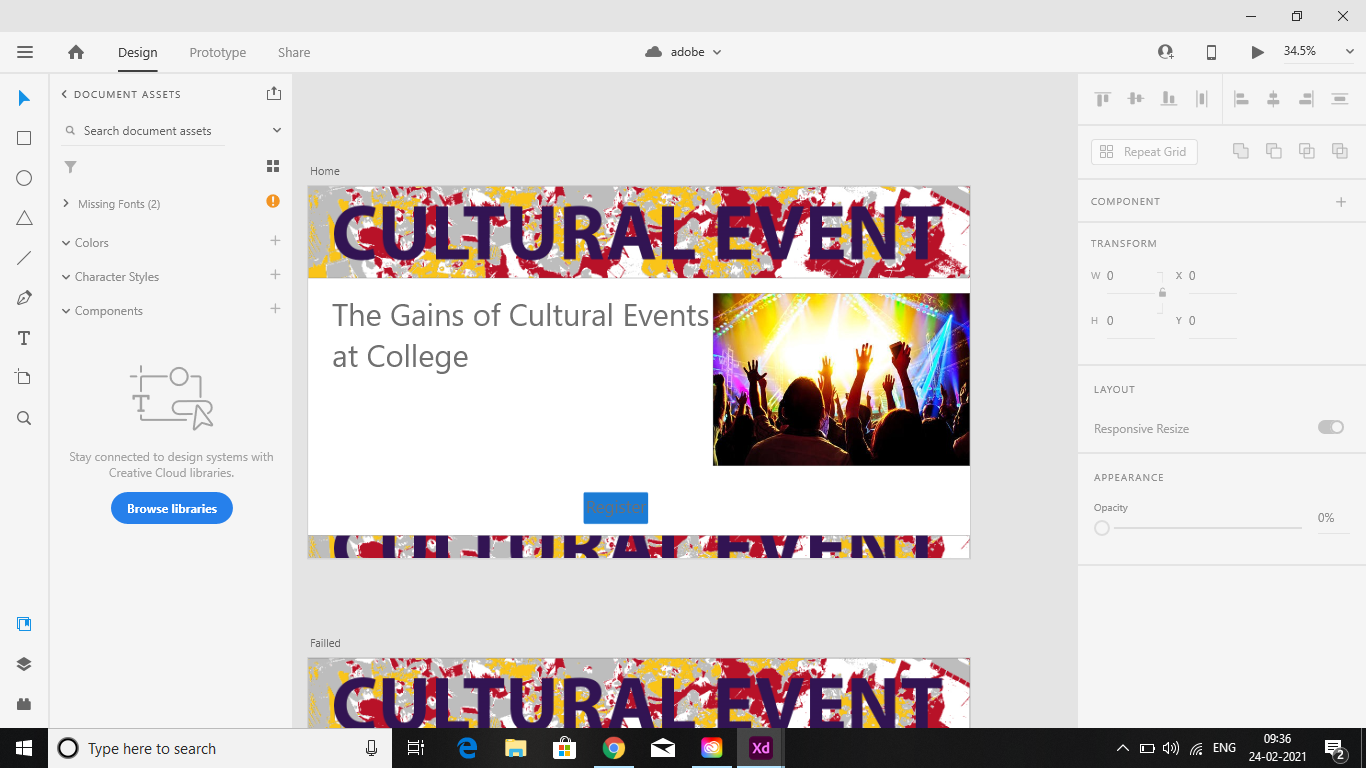 Design
Prototype
Share
adobe
34.5%
DOCUMENT ASSETS
Search document assets
Missing Fonts (2)
Colors
Character Styles
Components
T
Stay connected to design systems with
Creative Cloud libraries.
Browse libraries
Home
CULTURAL EVENT
The Gains of Cultural Events
at College
Register
CULTURAL EVENT
Failled
CULTURAL EVENT
Repeat Grid
COMPONENT
TRANSFORM
W 0 X 0
H 0 Y 0
LAYOUT
Responsive Resize
APPEARANCE
Opacity
0%
Type here to search
Xd
ENG
09:36
24-02-2021
2